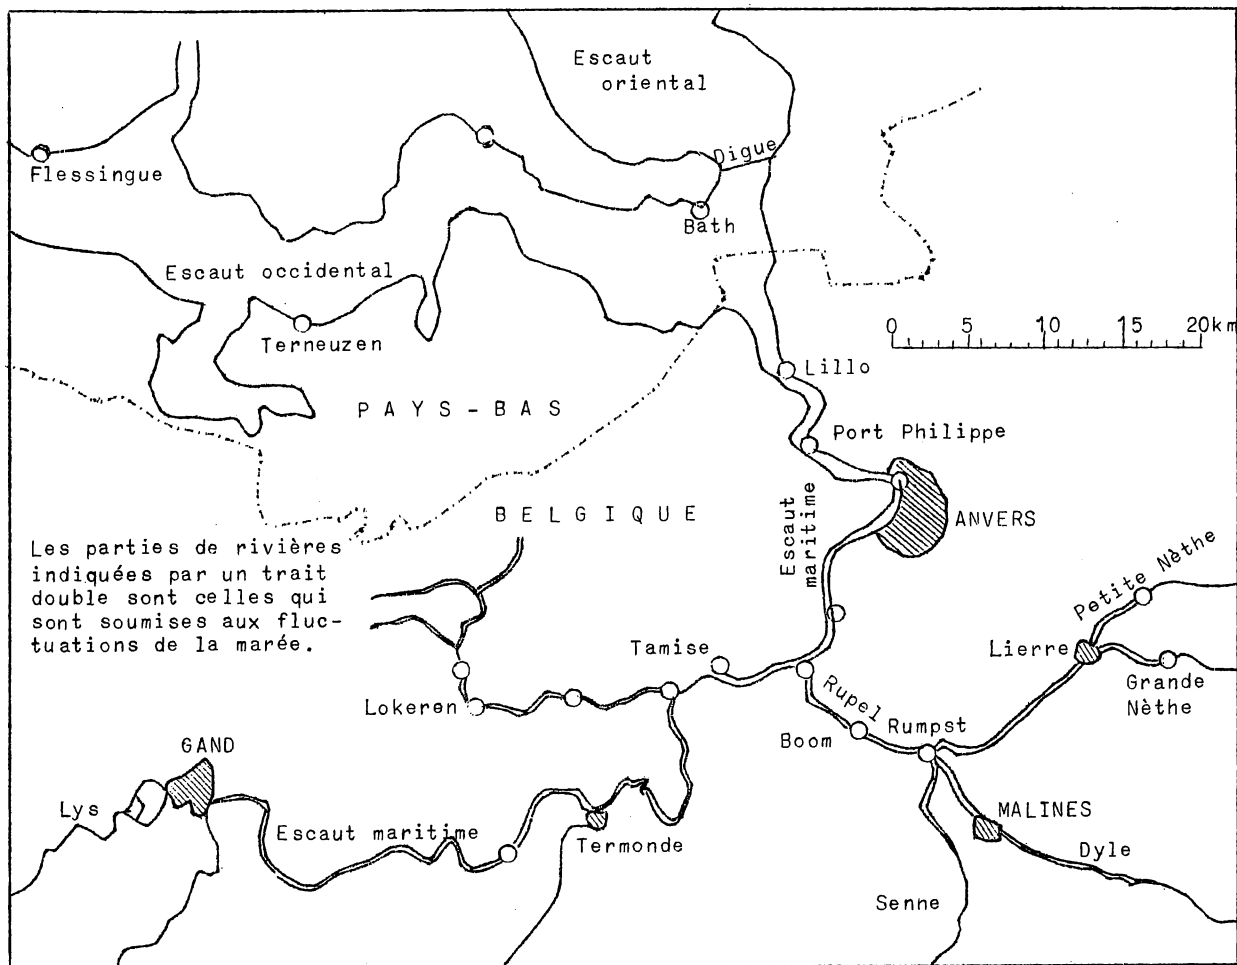 Escaut
oriental
Digue
Flessingue
Bath
Escaut occidental
Terneuzen
0 5 10 15 20km
Lillo
PAYS-BAS
Port Philippe
BELGIQUE
Escaut
maritime
ANVERS
Les parties de rivières
indiquées par un trait
double sont celles qui
sont soumises aux fluc-
tuations de la marée.
Petite Nèthe
Tamise
Lierre
Grande
Nèthe
Lokeren
Rupel
Rumpst
Boom
GAND
Lys
Escaut maritime
Termonde
MALINES
Dyle
Senne